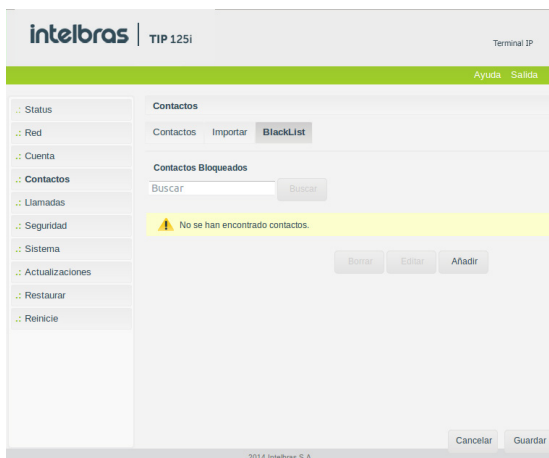 intelbras TIP 125i
Terminal IP
Ayuda Salida
.: Status
.: Red
.: Cuenta
.: Contactos
.: Llamadas
.: Seguridad
.: Sistema
.: Actualizaciones
.: Restaurar
.: Reinicie
Contactos
Contactos Importar BlackList
Contactos Bloqueados
Buscar Buscar
No se han encontrado contactos.
Borrar Editar Añadir
Cancelar Guardar
2014 Intelbras S.A.